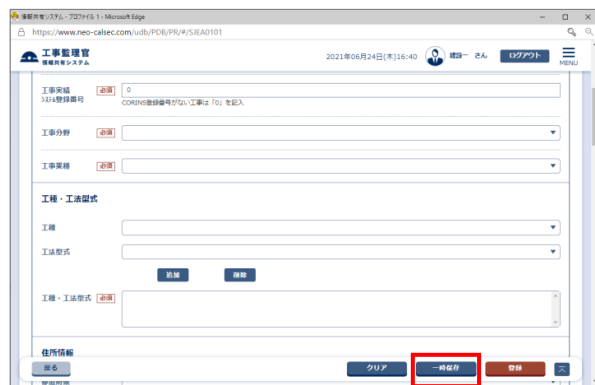 情報共有システム - プロファイル 1 - Microsoft Edge
https://www.neo-calsec.com/udb/PDB/PR/#/SJEA0101
工事監理官
情報共有システム
2021年06月24日(木)16:40 建設一 さん ログアウト MENU
工事実績 必須 0
ｼｽﾃﾑ登録番号
CORINS登録番号がない工事は「0」を記入
工事分野 必須
工事業種 必須
工種・工法型式
工種
工法型式
追加 削除
工種・工法型式 必須
住所情報
戻る クリア 一時保存 登録